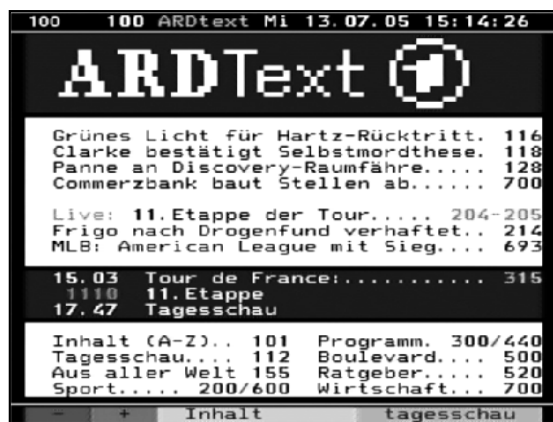 100 100 ARDtext Mi 13.07.05 15:14:26
ARDText 1
Grünes Licht für Hartz-Rücktritt. 116
Clarke bestätigt Selbstmordthese. 118
Panne an Discovery-Raumfähre..... 128
Commerzbank baut Stellen ab...... 700
Live: 11.Etappe der Tour..... 204-205
Frigo nach Drogenfund verhaftet.. 214
MLB: American League mit Sieg.... 693
15.03 Tour de France:........... 315
1110 11.Etappe
17.47 Tagesschau
Inhalt (A-Z).. 101 Programm. 300/440
Tagesschau.... 112 Boulevard.... 500
Aus aller Welt 155 Ratgeber..... 520
Sport..... 200/600 Wirtschaft... 700
- + Inhalt tagesschau